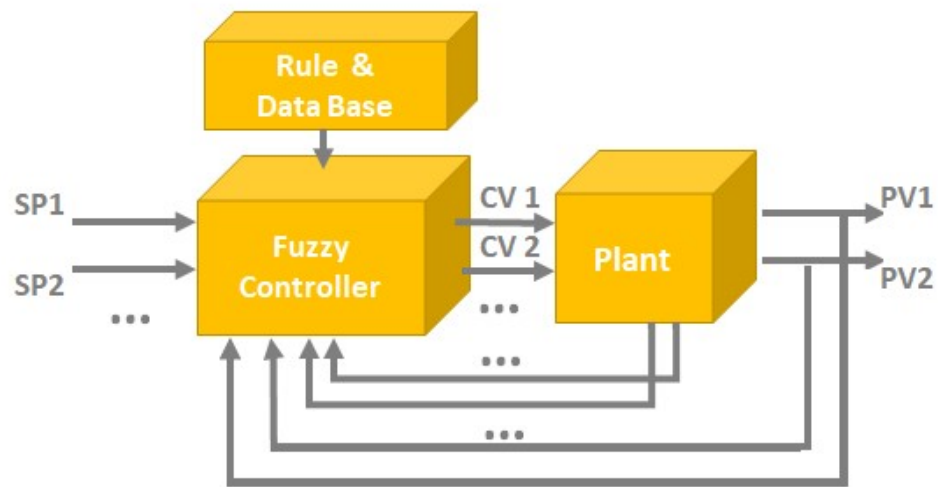 Rule &
Data Base
SP1
SP2
...
Fuzzy
Controller
CV 1
CV 2
...
Plant
PV1
PV2
...
...